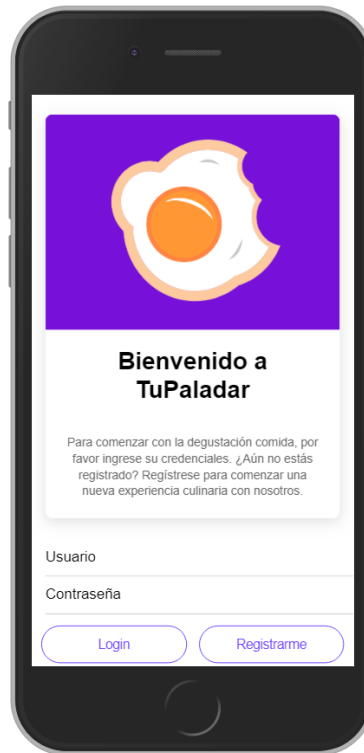 Bienvenido a
TuPaladar
Para comenzar con la degustación comida, por
favor ingrese su credenciales. ¿Aún no estás
registrado? Regístrese para comenzar una
nueva experiencia culinaria con nosotros.
Usuario
Contraseña
Login Registrarme